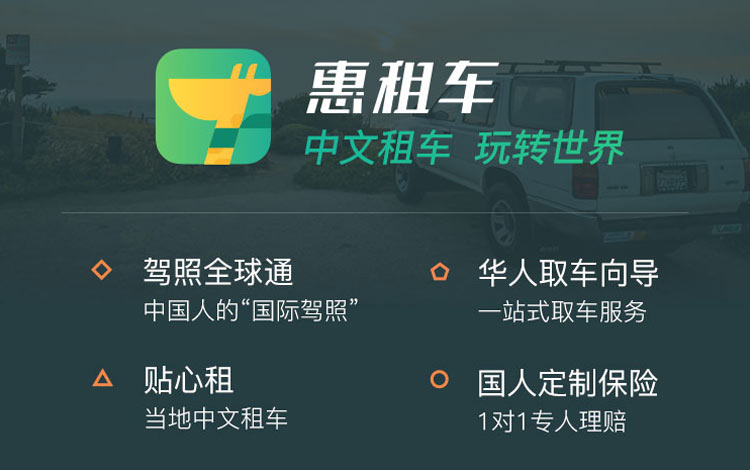 惠租车
中文租车 玩转世界
驾照全球通
中国人的“国际驾照”
华人取车向导
一站式取车服务
贴心租
当地中文租车
国人定制保险
1对1专人理赔